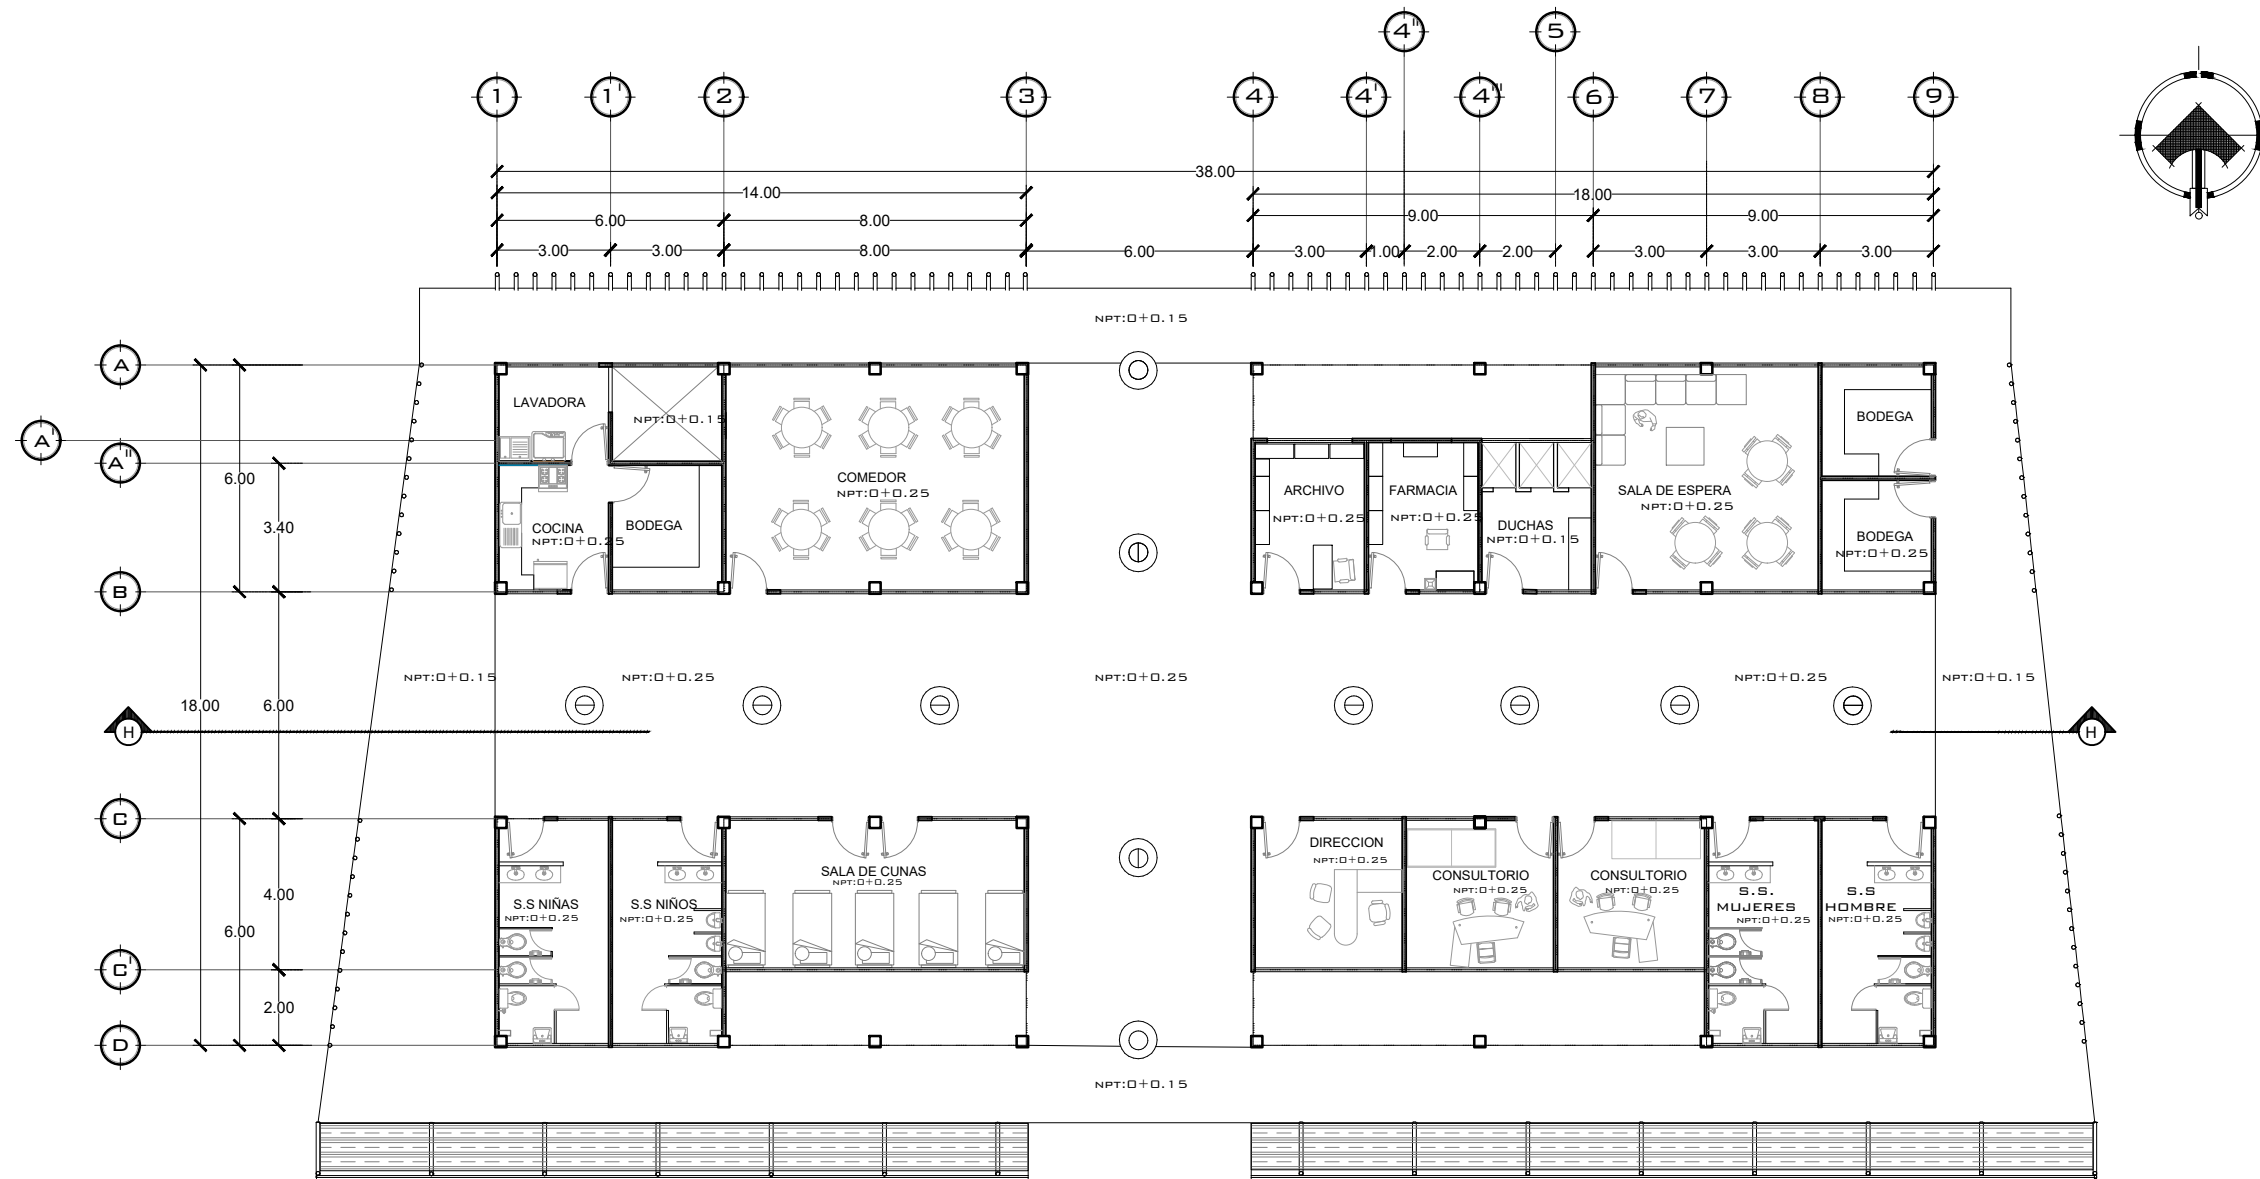 4''
5
1
1'
2
3
4
4'
4'''
6
7
8
9
38.00
14.00
18.00
6.00
8.00
9.00
9.00
3.00
3.00
8.00
6.00
3.00
1.00
2.00
2.00
3.00
3.00
3.00
NPT:0+0.15
A
A'
A''
B
C
C'
D
6.00
3.40
18.00
6.00
4.00
6.00
2.00
LAVADORA
NPT:0+0.15
COCINA
NPT:0+0.25
BODEGA
COMEDOR
NPT:0+0.25
ARCHIVO
NPT:0+0.25
FARMACIA
NPT:0+0.25
DUCHAS
NPT:0+0.15
SALA DE ESPERA
NPT:0+0.25
BODEGA
BODEGA
NPT:0+0.25
NPT:0+0.15
NPT:0+0.25
NPT:0+0.25
NPT:0+0.25
NPT:0+0.15
H
H
S.S NIÑAS
NPT:0+0.25
S.S NIÑOS
NPT:0+0.25
SALA DE CUNAS
NPT:0+0.25
DIRECCION
NPT:0+0.25
CONSULTORIO
NPT:0+0.25
CONSULTORIO
NPT:0+0.25
S.S.
MUJERES
NPT:0+0.25
S.S
HOMBRE
NPT:0+0.25
NPT:0+0.15